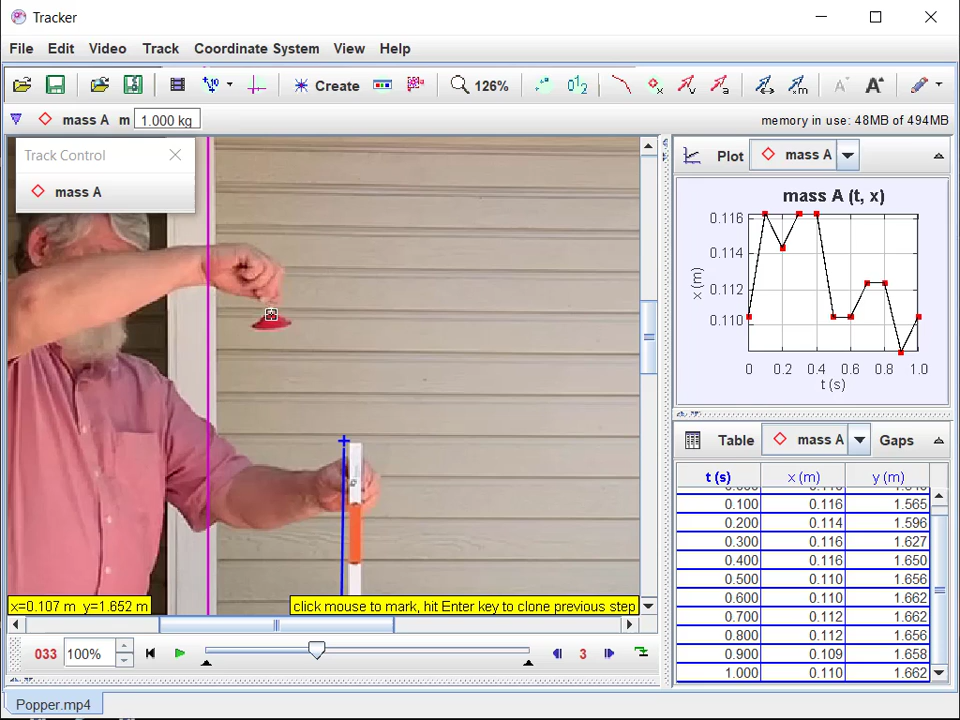 Tracker
File Edit Video Track Coordinate System View Help
Create 126%
mass A m 1.000 kg memory in use: 48MB of 494MB
Track Control
mass A
Plot mass A
mass A (t, x)
x (m)
0.116
0.114
0.112
0.110
0 0.2 0.4 0.6 0.8 1.0
t (s)
Table mass A Gaps
t (s) x (m) y (m)
0.100 0.116 1.565
0.200 0.114 1.596
0.300 0.116 1.627
0.400 0.116 1.650
0.500 0.110 1.656
0.600 0.110 1.662
0.700 0.112 1.662
0.800 0.112 1.656
0.900 0.109 1.658
1.000 0.110 1.662
x=0.107 m y=1.652 m
click mouse to mark, hit Enter key to clone previous step
033 100% 3
Popper.mp4